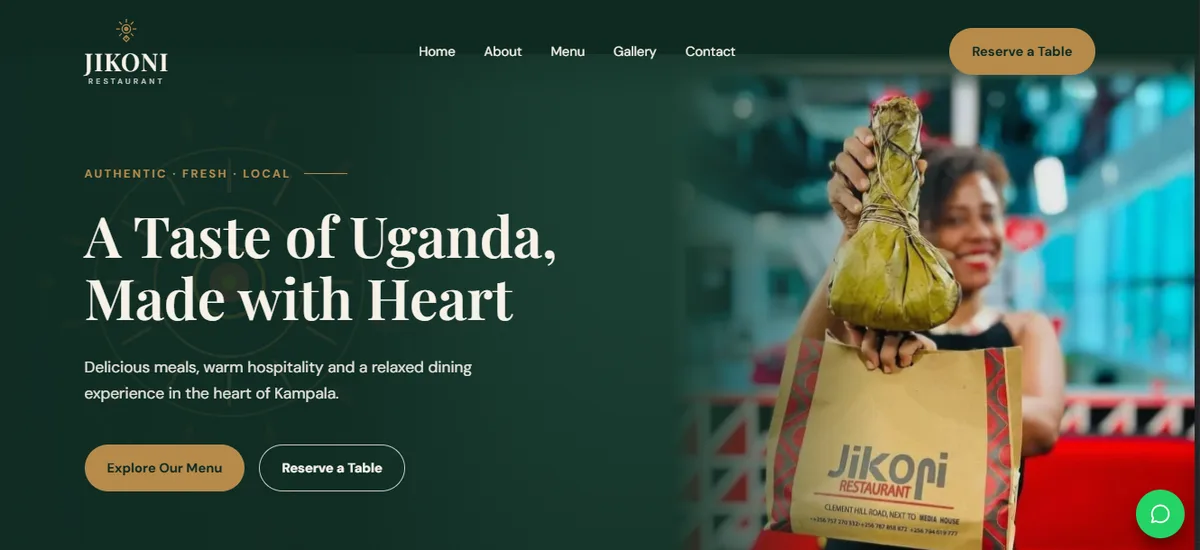 JIKONI
RESTAURANT
Home About Menu Gallery Contact
Reserve a Table
AUTHENTIC · FRESH · LOCAL
A Taste of Uganda,
Made with Heart
Delicious meals, warm hospitality and a relaxed dining
experience in the heart of Kampala.
Explore Our Menu
Reserve a Table
Jikoni
RESTAURANT
CLEMENT HILL ROAD, NEXT TO MEDIA HOUSE